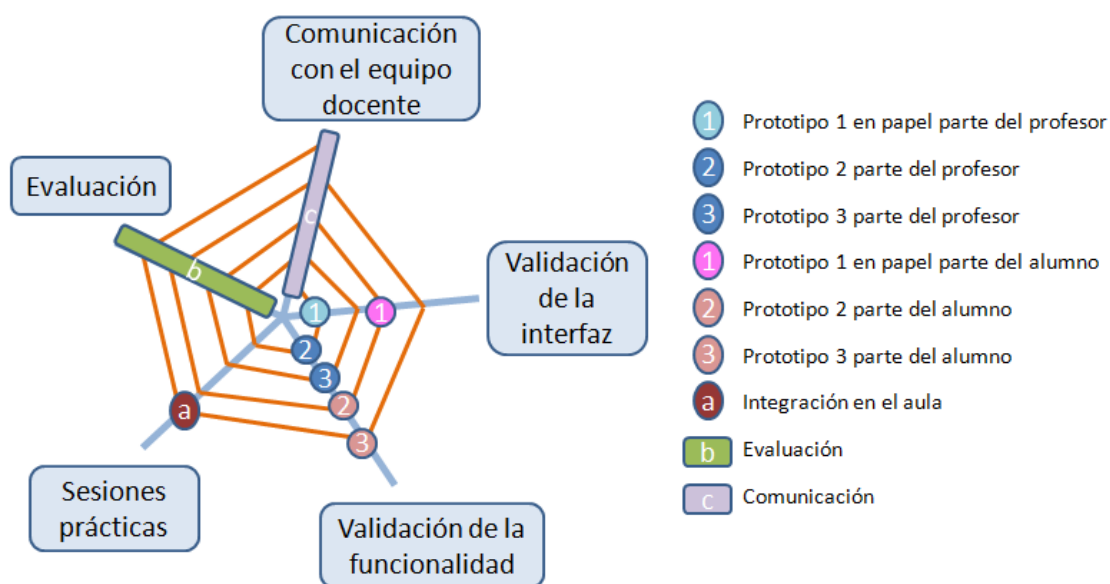 Comunicación
con el equipo
docente
Evaluación
b
c
1
1
2
3
2
3
a
Validación
de la
interfaz
Sesiones
prácticas
Validación de la
funcionalidad
1 Prototipo 1 en papel parte del profesor
2 Prototipo 2 parte del profesor
3 Prototipo 3 parte del profesor
1 Prototipo 1 en papel parte del alumno
2 Prototipo 2 parte del alumno
3 Prototipo 3 parte del alumno
a Integración en el aula
b Evaluación
c Comunicación